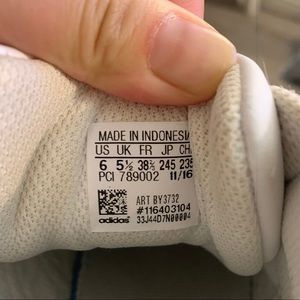 MADE IN INDONESIA
US UK FR JP CH
6 5½ 38⅔ 245 235
PCI 789002 11/16
ART BY3732
#116403104
adidas 33J44D7N00004